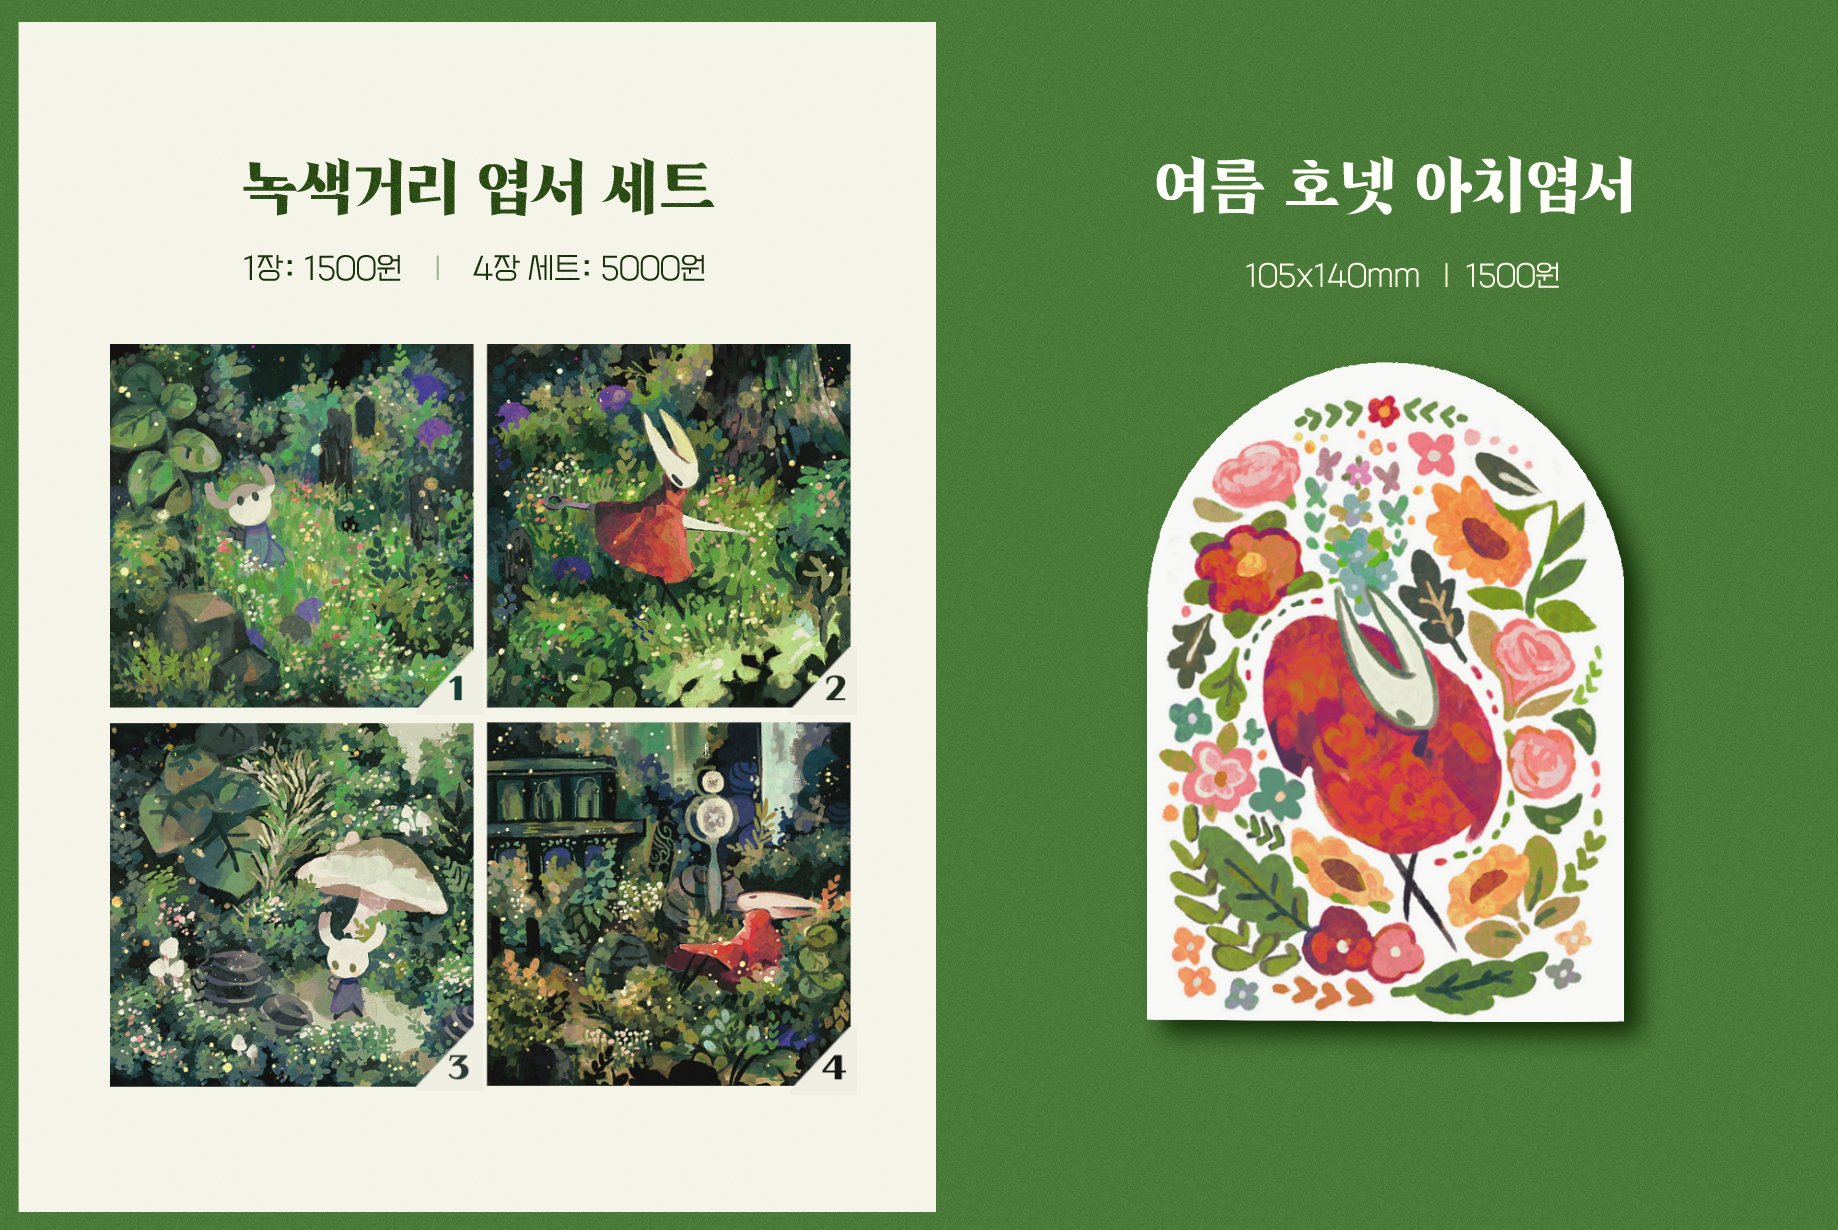 녹색거리 엽서 세트
1장: 1500원 | 4장 세트: 5000원
1
2
3
4
여름 호넷 아치엽서
105x140mm | 1500원